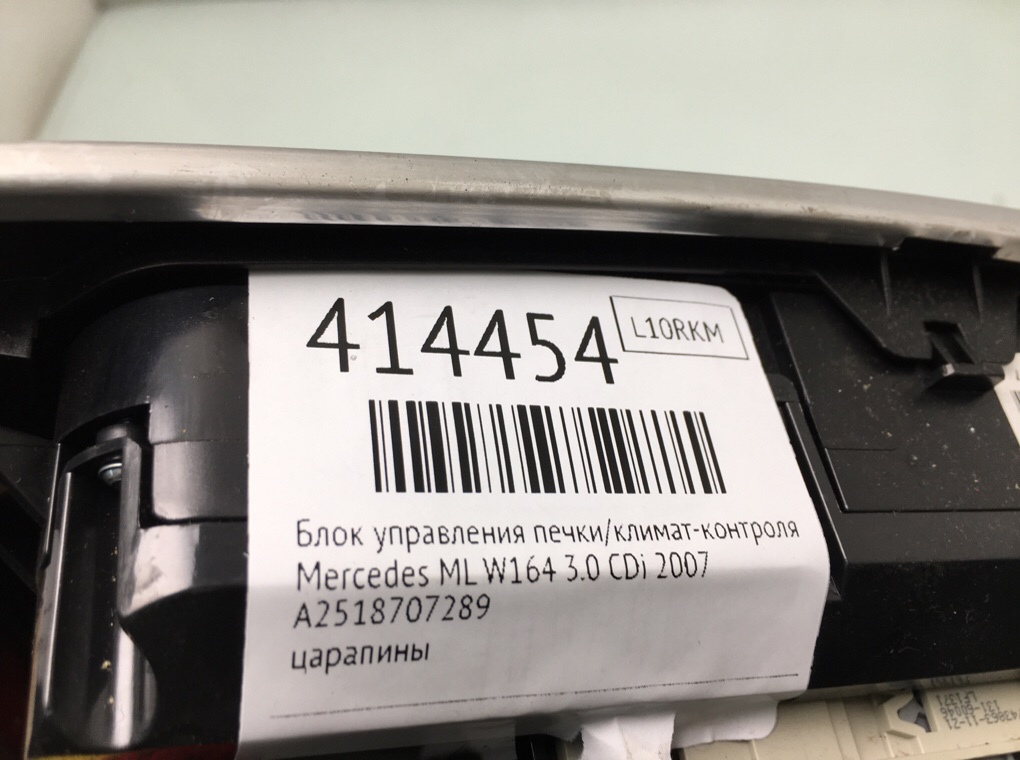 414454
L10RKM
Блок управления печки/климат-контроля
Mercedes ML W164 3.0 CDi 2007
A2518707289
царапины